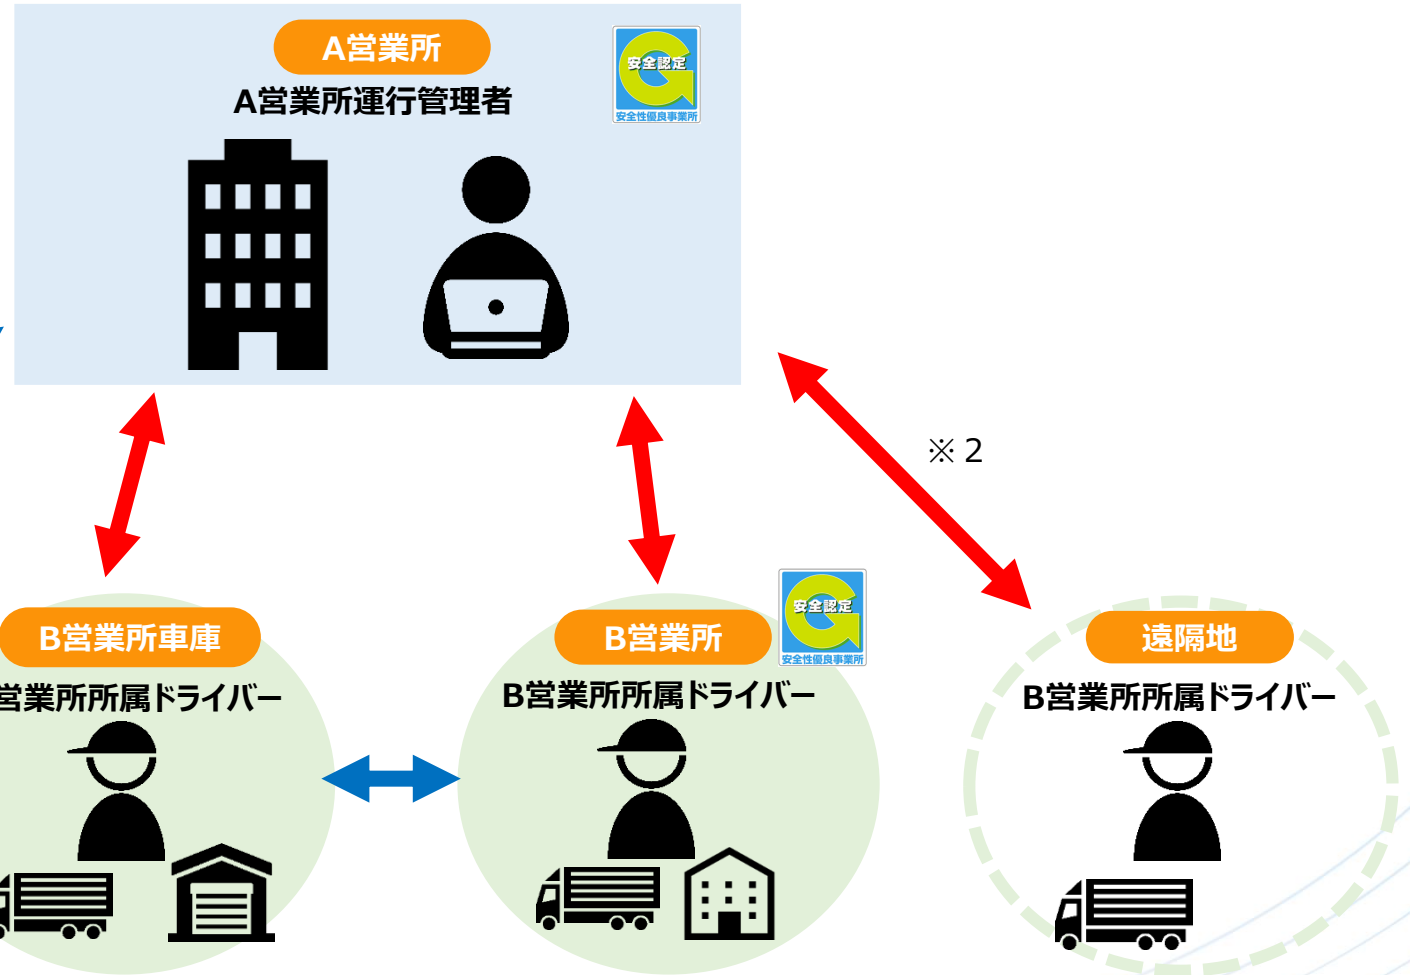 A営業所
安全認定
安全性優良事業所
A営業所運行管理者
※2
B営業所車庫
営業所所属ドライバー
B営業所
安全認定
安全性優良事業所
B営業所所属ドライバー
遠隔地
B営業所所属ドライバー